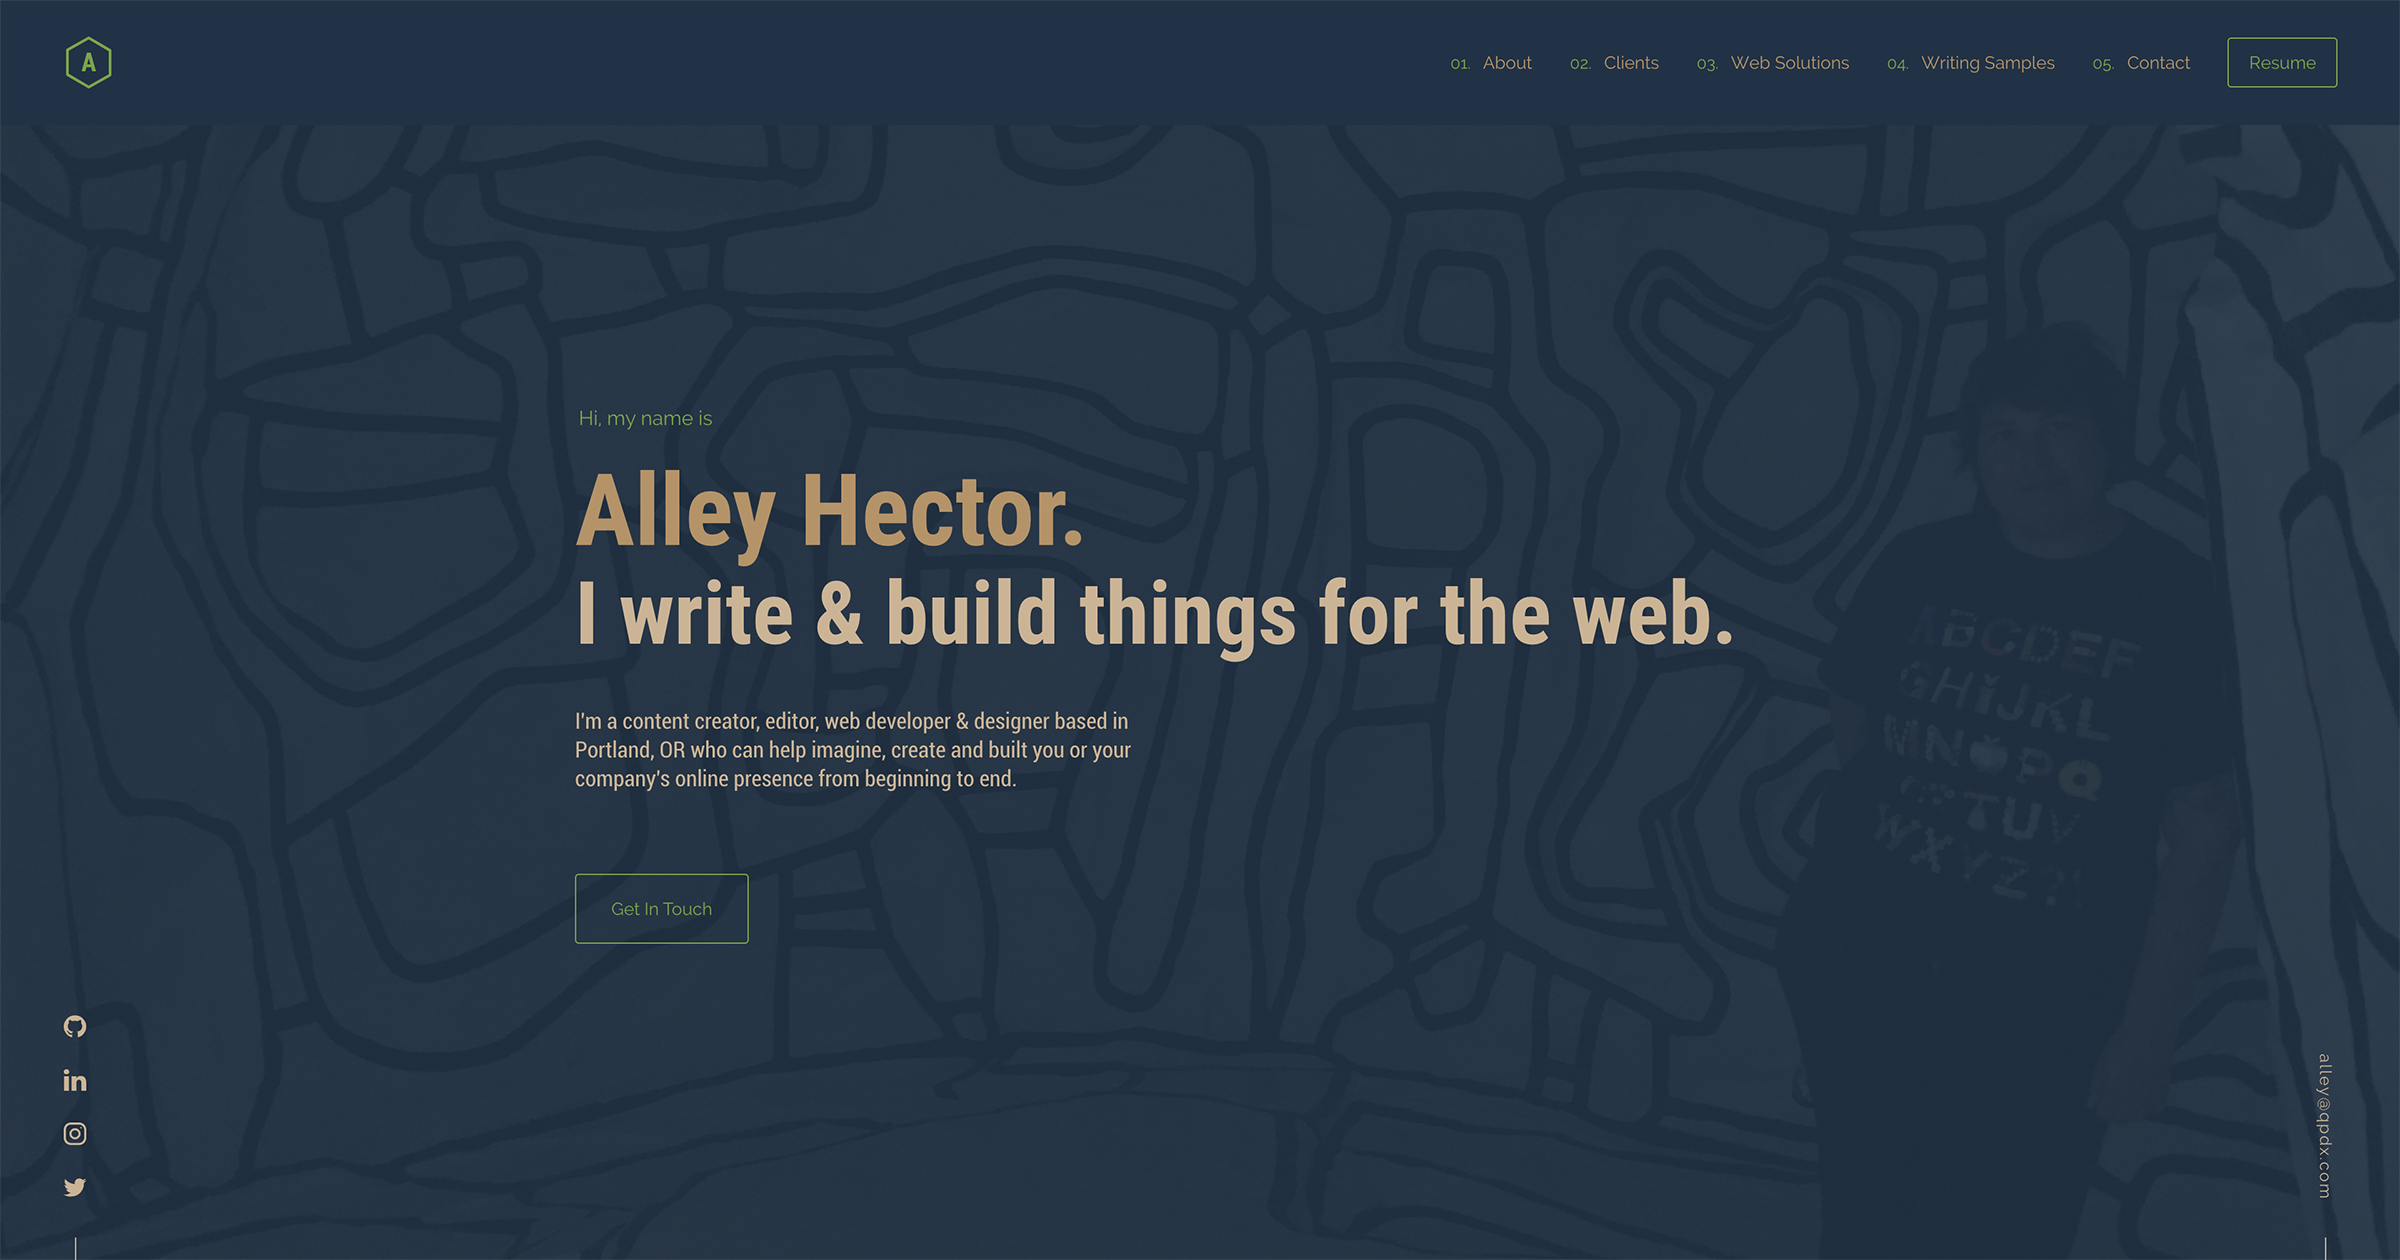 A
01. About 02. Clients 03. Web Solutions 04. Writing Samples 05. Contact Resume
Hi, my name is
Alley Hector.
I write & build things for the web.
I'm a content creator, editor, web developer & designer based in
Portland, OR who can help imagine, create and built you or your
company's online presence from beginning to end.
Get In Touch
in
alley@qpdx.com
ABCDEF
GHIJKL
MNOPQ
TUV
WXYZ?!